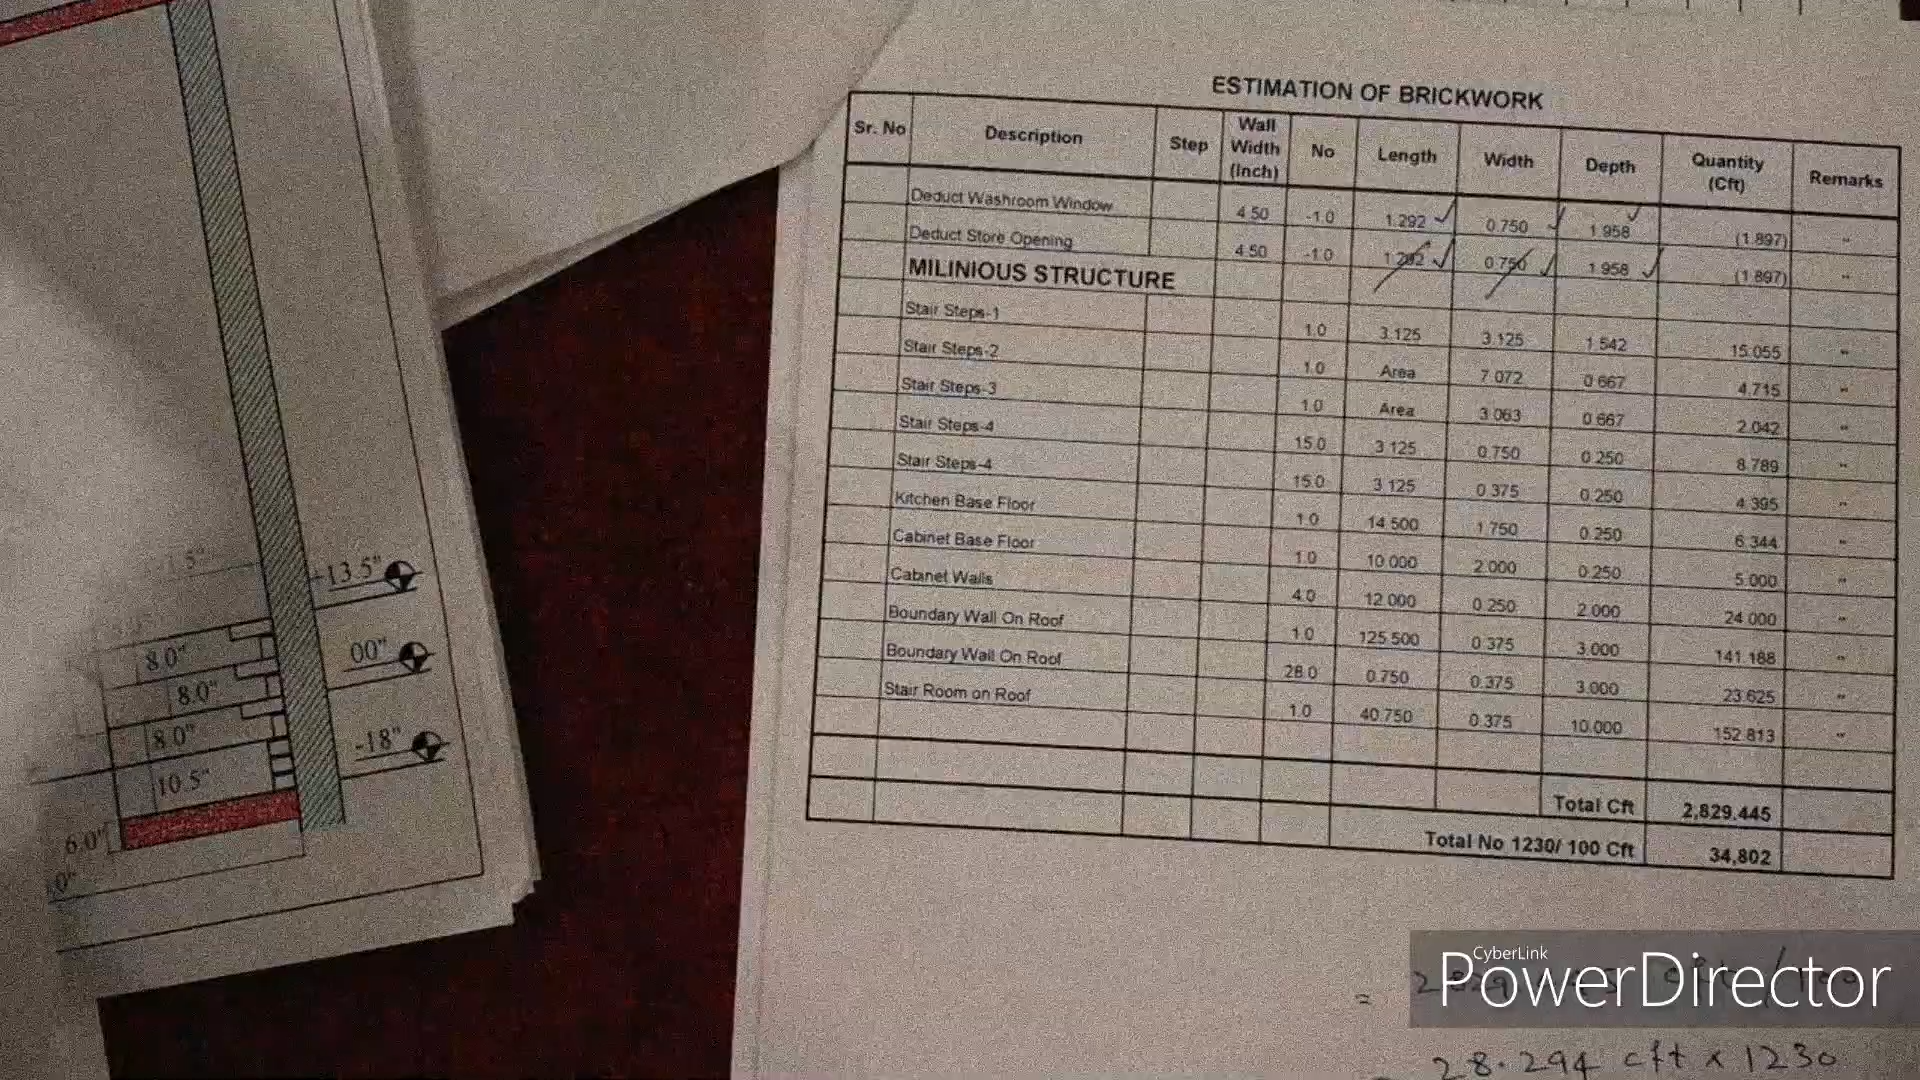 ESTIMATION OF BRICKWORK
Sr. No Description Step Wall Width (Inch) No Length Width Depth Quantity (Cft) Remarks
Deduct Washroom Window 4.50 -1.0 1.292 0.750 1.958 (1.897) "
Deduct Store Opening 4.50 -1.0 1.292 0.750 1.958 (1.897) "
MILINIOUS STRUCTURE
Stair Steps-1 1.0 3.125 3.125 1.542 15.055 "
Stair Steps-2 1.0 Area 7.072 0.667 4.715 "
Stair Steps-3 1.0 Area 3.063 0.667 2.042 "
Stair Steps-4 15.0 3.125 0.750 0.250 8.789 "
Stair Steps-4 15.0 3.125 0.375 0.250 4.395 "
Kitchen Base Floor 1.0 14.500 1.750 0.250 6.344 "
Cabinet Base Floor 1.0 10.000 2.000 0.250 5.000 "
Cabinet Walls 4.0 12.000 0.250 2.000 24.000 "
Boundary Wall On Roof 1.0 125.500 0.375 3.000 141.188 "
Boundary Wall On Roof 28.0 0.750 0.375 3.000 23.625 "
Stair Room on Roof 1.0 40.750 0.375 10.000 152.813 "
Total Cft 2,829.445
Total No 1230/ 100 Cft 34,802
28.294 cft x 1230
+13.5"
00"
-18"
8.0"
8.0"
8.0"
10.5"
6.0"
CyberLink
PowerDirector